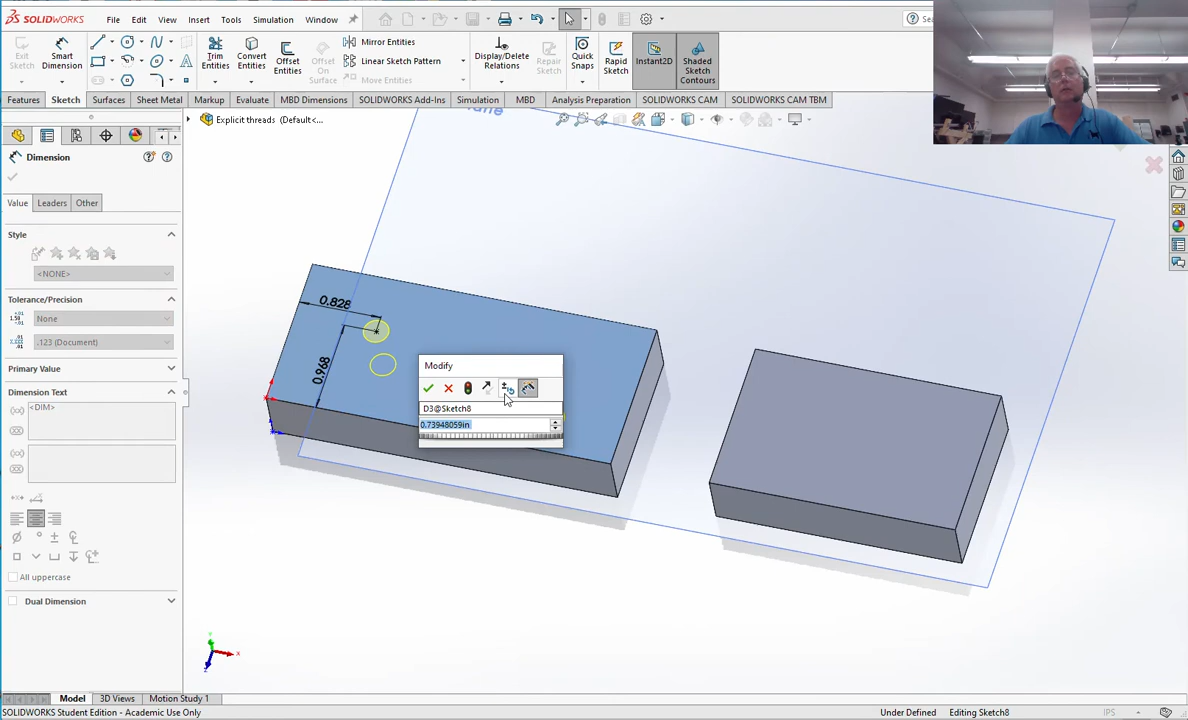 SOLIDWORKS File Edit View Insert Tools Simulation Window
Exit Sketch
Smart Dimension
Trim Entities
Convert Entities
Offset Entities
Offset On Surface
Mirror Entities
Linear Sketch Pattern
More Entities
Display/Delete Relations
Repair Sketch
Quick Snaps
Rapid Sketch
Instant2D
Shaded Sketch Contours
Features Sketch Surfaces Sheet Metal Markup Evaluate MBD Dimensions SOLIDWORKS Add-Ins Simulation MBD Analysis Preparation SOLIDWORKS CAM SOLIDWORKS CAM TBM
Explicit threads (Default<...
Dimension
Value Leaders Other
Style
<NONE>
Tolerance/Precision
None
.123 (Document)
Primary Value
Dimension Text
<DIM>
All uppercase
Dual Dimension
0.828
0.968
Modify
D3@Sketch8
0.73948059in
Model 3D Views Motion Study 1
SOLIDWORKS Student Edition - Academic Use Only
Under Defined Editing Sketch8 IPS